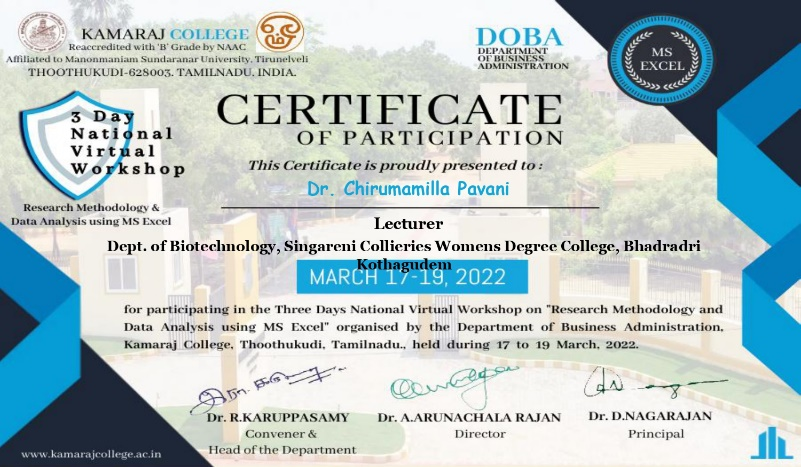 KAMARAJ COLLEGE
Reaccredited with 'B' Grade by NAAC
Affiliated to Manonmaniam Sundaranar University, Tirunelveli
THOOTHUKUDI-628003, TAMILNADU, INDIA.
DOBA
DEPARTMENT
OF BUSINESS
ADMINISTRATION
MS
EXCEL
3 Day
National
Virtual
Workshop
Research Methodology &
Data Analysis using MS Excel
CERTIFICATE
OF PARTICIPATION
This Certificate is proudly presented to :
Dr. Chirumamilla Pavani
Lecturer
Dept. of Biotechnology, Singareni Collieries Womens Degree College, Bhadradri
Kothagudem
MARCH 17-19, 2022
for participating in the Three Days National Virtual Workshop on "Research Methodology and
Data Analysis using MS Excel" organised by the Department of Business Administration,
Kamaraj College, Thoothukudi, Tamilnadu., held during 17 to 19 March, 2022.
Dr. R.KARUPPASAMY
Convener &
Head of the Department
Dr. A.ARUNACHALA RAJAN
Director
Dr. D.NAGARAJAN
Principal
www.kamarajcollege.ac.in